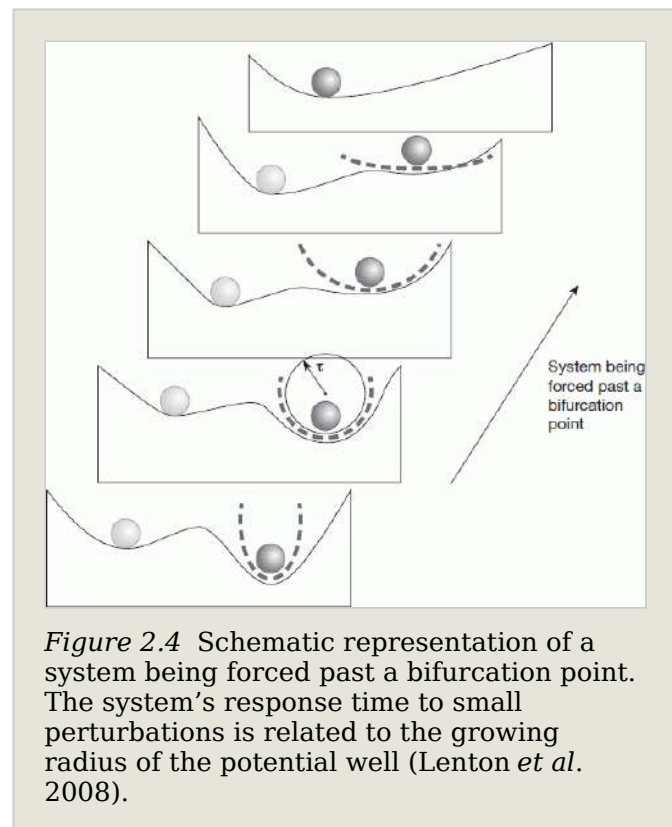 τ
System being
forced past a
bifurcation
point
Figure 2.4 Schematic representation of a
system being forced past a bifurcation point.
The system’s response time to small
perturbations is related to the growing
radius of the potential well (Lenton et al.
2008).